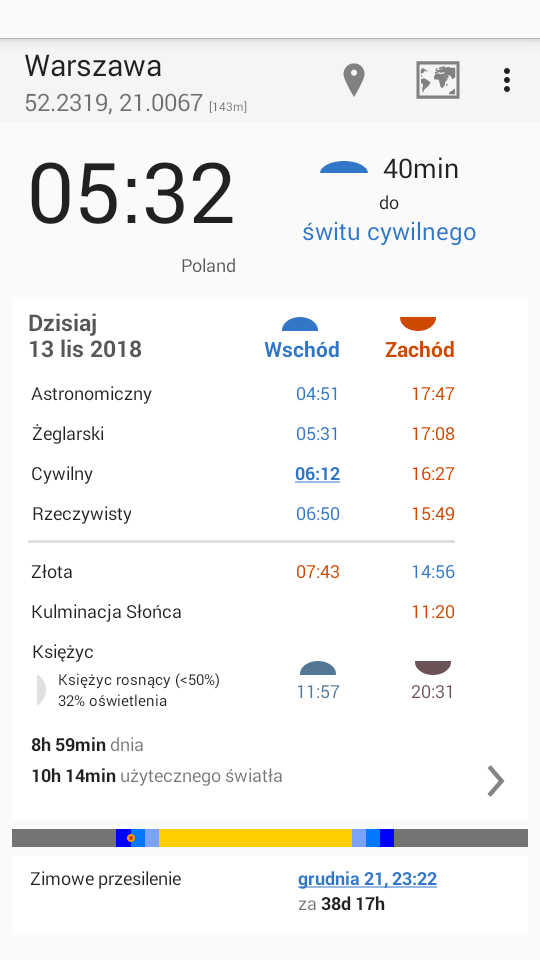 Warszawa
52.2319, 21.0067 [143m]
05:32
Poland
40min
do
świtu cywilnego
Dzisiaj
13 lis 2018
Wschód
Zachód
Astronomiczny 04:51 17:47
Żeglarski 05:31 17:08
Cywilny 06:12 16:27
Rzeczywisty 06:50 15:49
Złota 07:43 14:56
Kulminacja Słońca 11:20
Księżyc
Księżyc rosnący (<50%)
32% oświetlenia
11:57 20:31
8h 59min dnia
10h 14min użytecznego światła
Zimowe przesilenie grudnia 21, 23:22
za 38d 17h